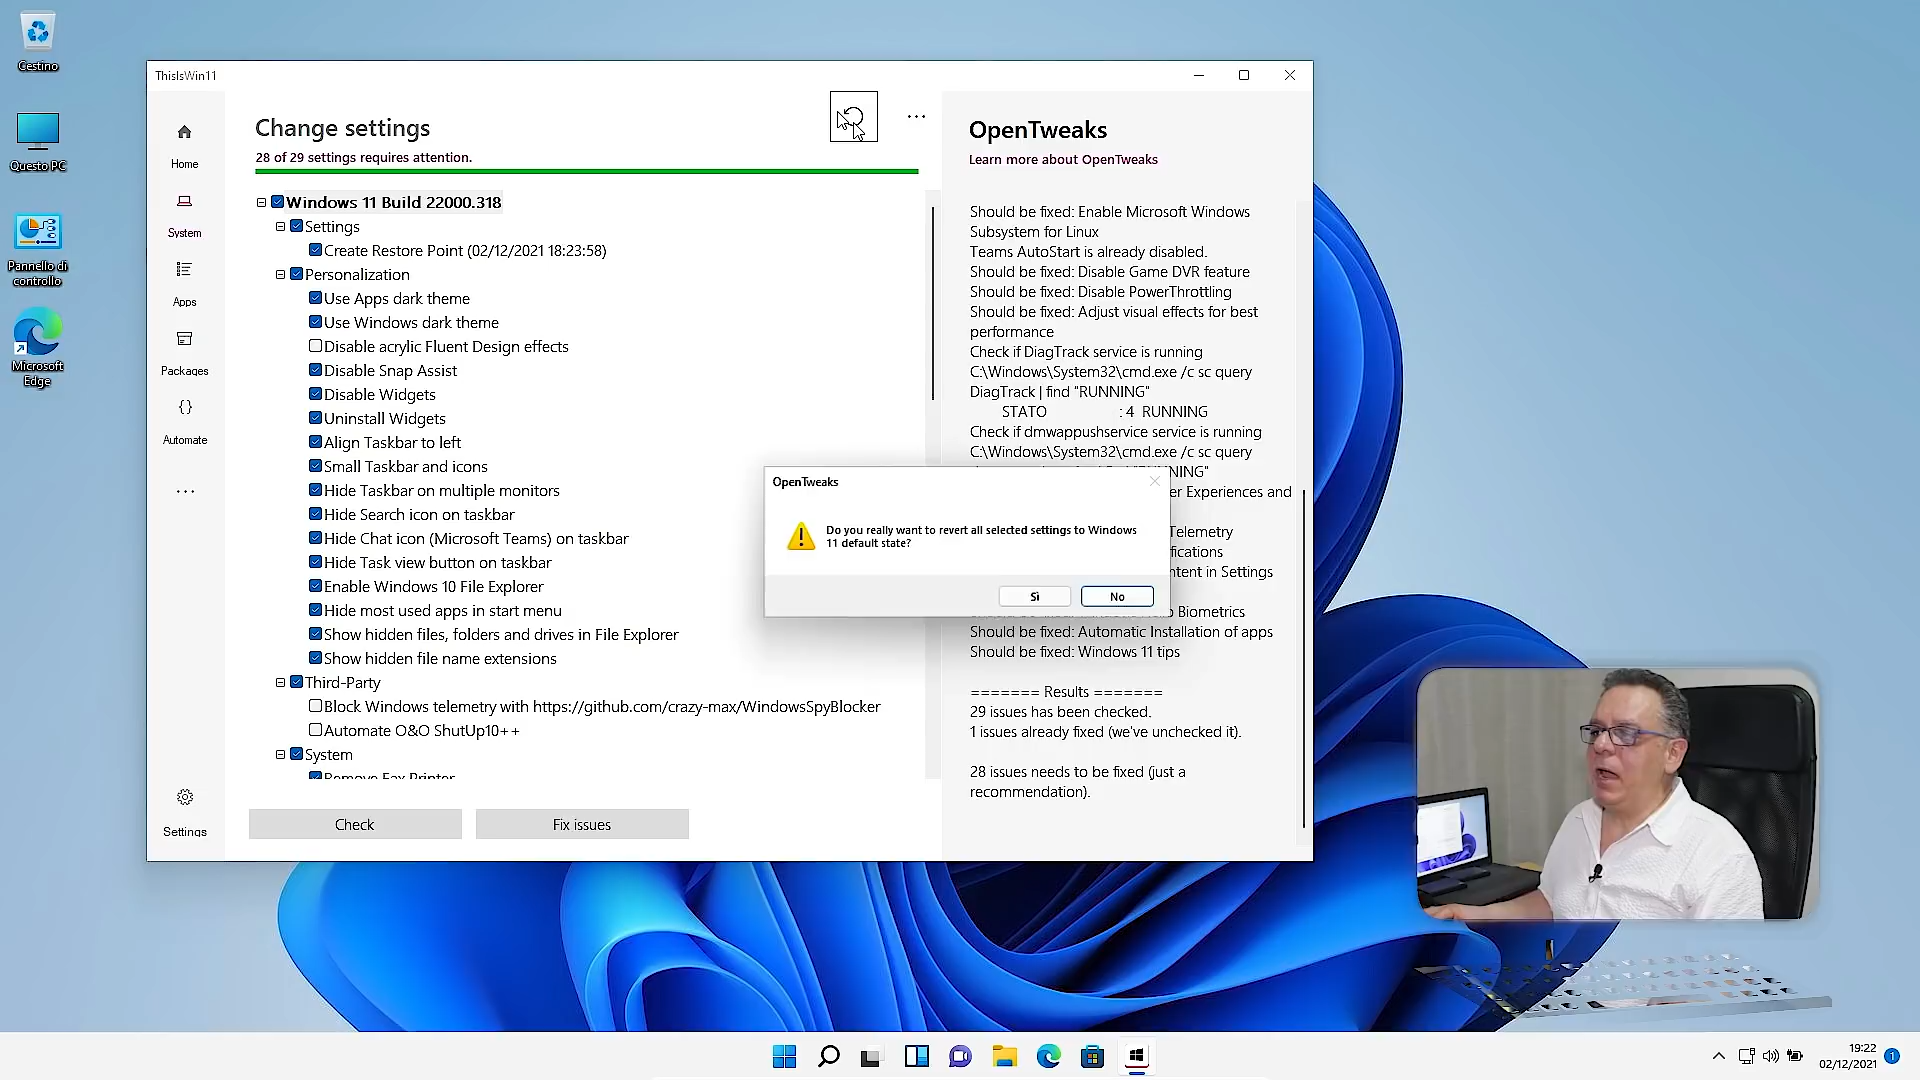 Cestino
Questo PC
Pannello di
controllo
Microsoft
Edge
ThisIsWin11
Home
System
Apps
Packages
Automate
Settings
Change settings
28 of 29 settings requires attention.
Windows 11 Build 22000.318
Settings
Create Restore Point (02/12/2021 18:23:58)
Personalization
Use Apps dark theme
Use Windows dark theme
Disable acrylic Fluent Design effects
Disable Snap Assist
Disable Widgets
Uninstall Widgets
Align Taskbar to left
Small Taskbar and icons
Hide Taskbar on multiple monitors
Hide Search icon on taskbar
Hide Chat icon (Microsoft Teams) on taskbar
Hide Task view button on taskbar
Enable Windows 10 File Explorer
Hide most used apps in start menu
Show hidden files, folders and drives in File Explorer
Show hidden file name extensions
Third-Party
Block Windows telemetry with https://github.com/crazy-max/WindowsSpyBlocker
Automate O&O ShutUp10++
System
Remove Fax Printer
Check
Fix issues
OpenTweaks
Learn more about OpenTweaks
Should be fixed: Enable Microsoft Windows
Subsystem for Linux
Teams AutoStart is already disabled.
Should be fixed: Disable Game DVR feature
Should be fixed: Disable PowerThrottling
Should be fixed: Adjust visual effects for best
performance
Check if DiagTrack service is running
C:\Windows\System32\cmd.exe /c sc query
DiagTrack | find "RUNNING"
STATO : 4 RUNNING
Check if dmwappushservice service is running
C:\Windows\System32\cmd.exe /c sc query
Experiences and
Telemetry
in Settings
Biometrics
Should be fixed: Automatic Installation of apps
Should be fixed: Windows 11 tips
======= Results =======
29 issues has been checked.
1 issues already fixed (we've unchecked it).
28 issues needs to be fixed (just a
recommendation).
OpenTweaks
Do you really want to revert all selected settings to Windows
11 default state?
Sì
No
19:22
02/12/2021
1